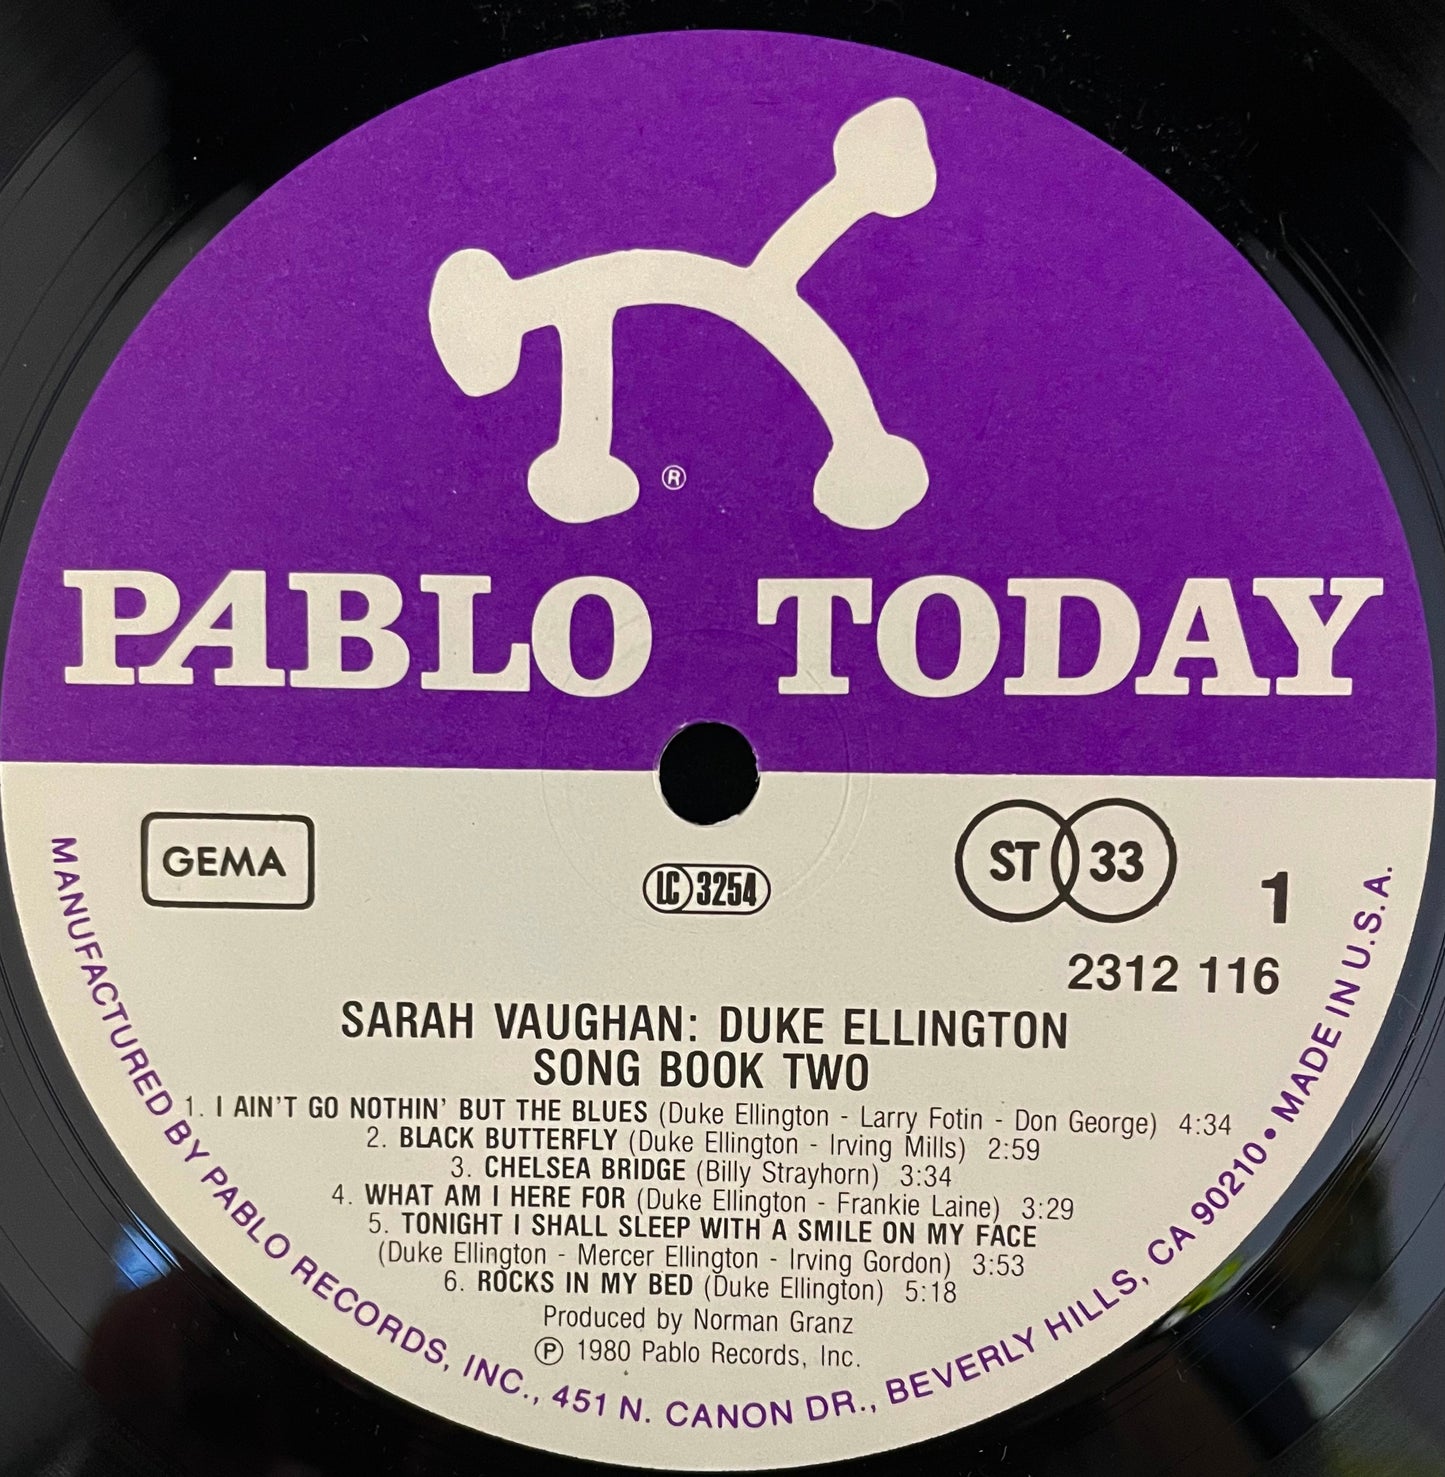 ®
PABLO TODAY
GEMA
LC 3254
ST 33
1
2312 116
SARAH VAUGHAN: DUKE ELLINGTON
SONG BOOK TWO
1. I AIN'T GO NOTHIN' BUT THE BLUES (Duke Ellington - Larry Fotin - Don George) 4:34
2. BLACK BUTTERFLY (Duke Ellington - Irving Mills) 2:59
3. CHELSEA BRIDGE (Billy Strayhorn) 3:34
4. WHAT AM I HERE FOR (Duke Ellington - Frankie Laine) 3:29
5. TONIGHT I SHALL SLEEP WITH A SMILE ON MY FACE
(Duke Ellington - Mercer Ellington - Irving Gordon) 3:53
6. ROCKS IN MY BED (Duke Ellington) 5:18
Produced by Norman Granz
℗ 1980 Pablo Records, Inc.
MANUFACTURED BY PABLO RECORDS, INC., 451 N. CANON DR., BEVERLY HILLS, CA 90210 • MADE IN U.S.A.